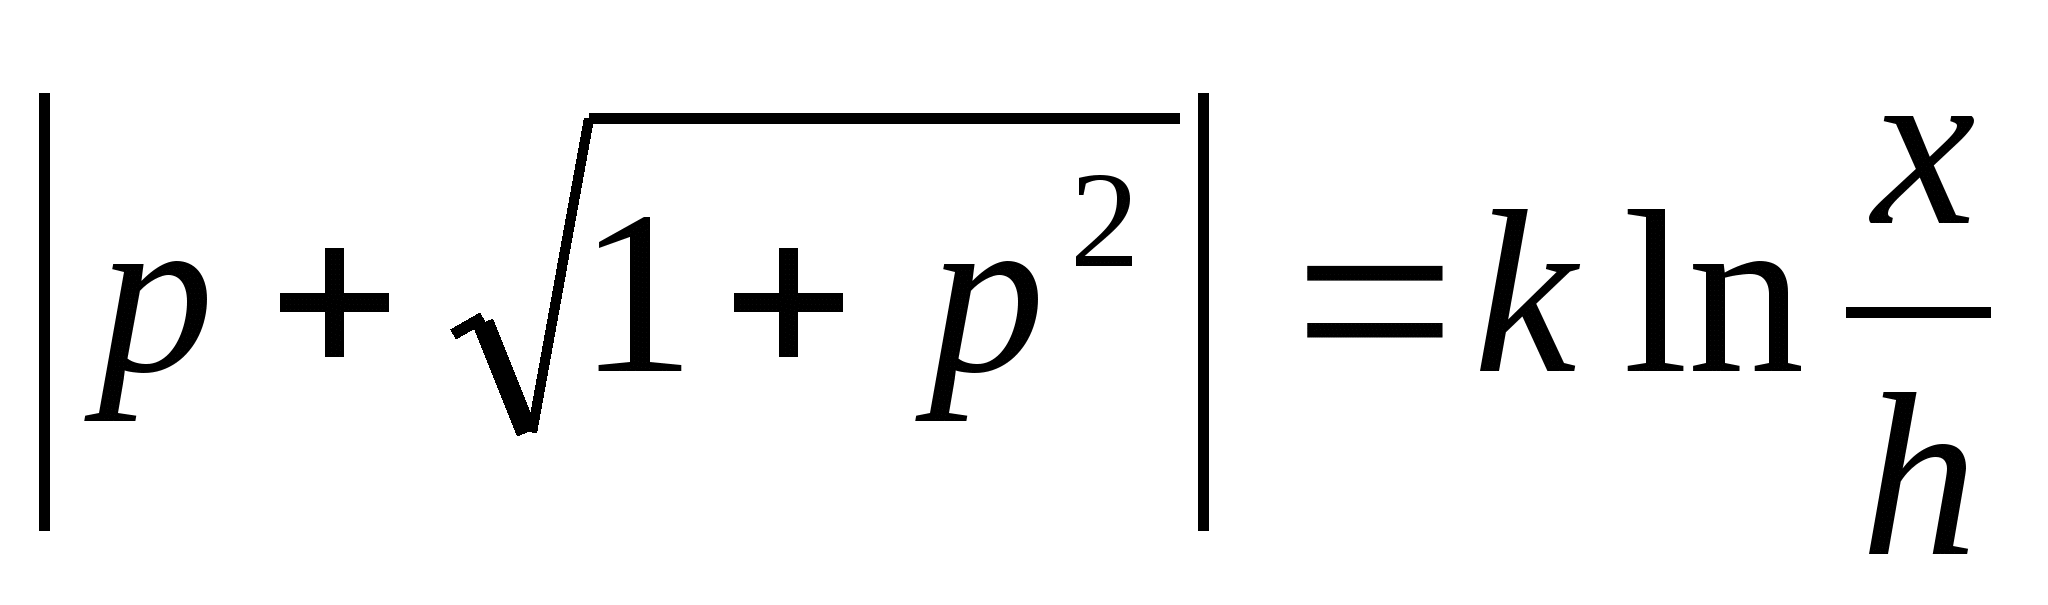 |p + √(1 + p²)| = k ln x/h